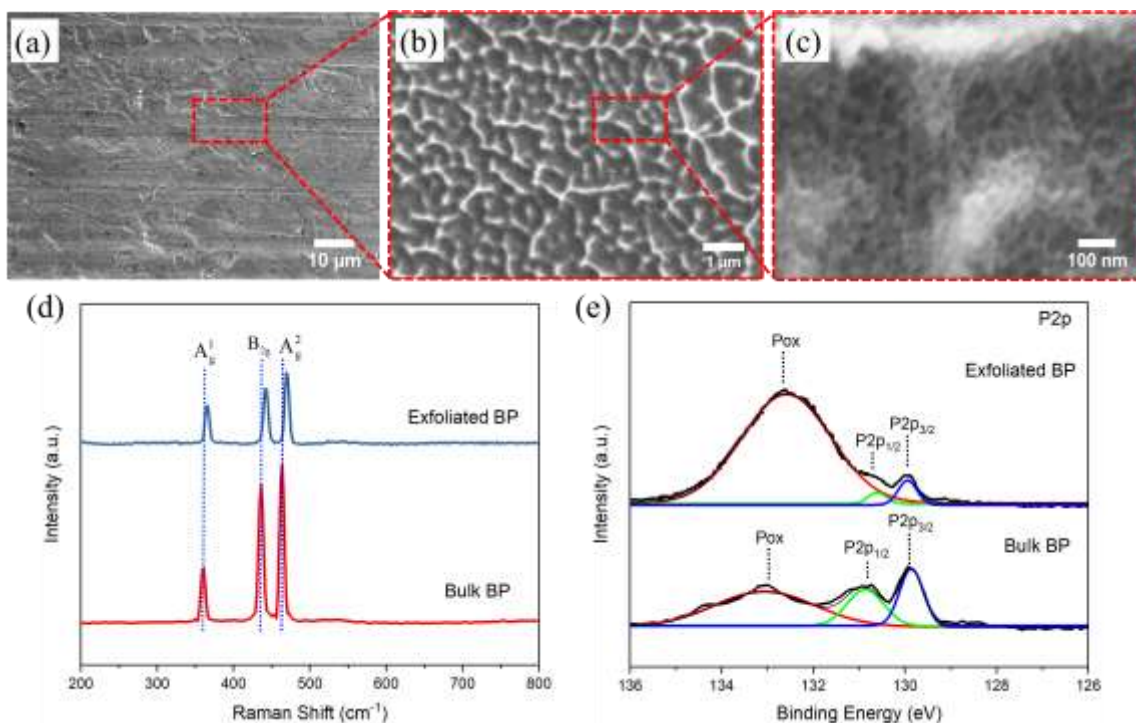 (a)
10 μm
(b)
1 μm
(c)
100 nm
(d)
A¹g
B₂g
A²g
Exfoliated BP
Bulk BP
Intensity (a.u.)
200 300 400 500 600 700 800
Raman Shift (cm⁻¹)
(e)
P2p
Pox
Exfoliated BP
P2p₁/₂
P2p₃/₂
Bulk BP
Pox
P2p₁/₂
P2p₃/₂
Intensity (a.u.)
136 134 132 130 128 126
Binding Energy (eV)